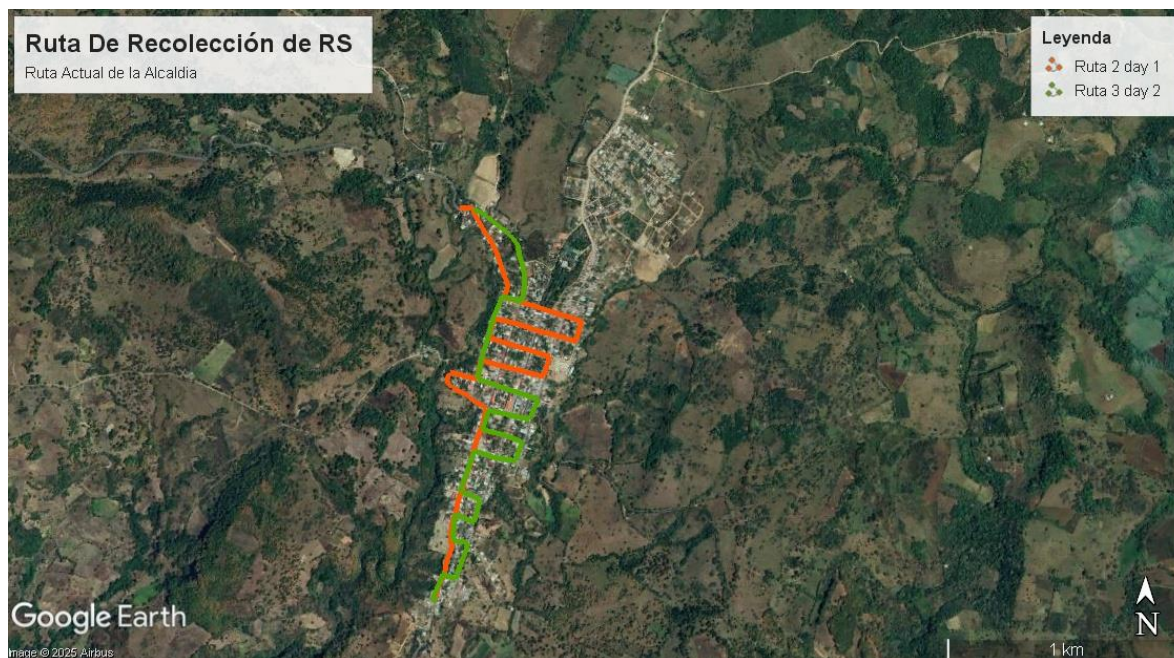 Ruta De Recolección de RS
Ruta Actual de la Alcaldia
Leyenda
Ruta 2 day 1
Ruta 3 day 2
Google Earth
Image © 2025 Airbus
N
1 km